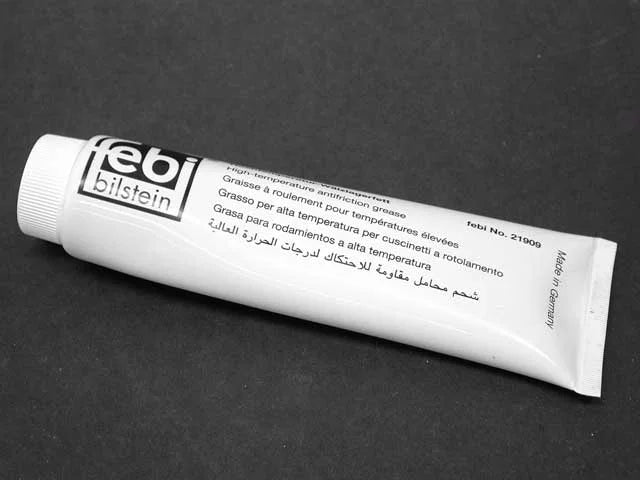 febi
bilstein
Wälzlagerfett
High-temperature antifriction grease
Graisse à roulement pour températures élevées
Grasso per alta temperatura per cuscinetti a rotolamento
Grasa para rodamientos a alta temperatura
شحم محامل مقاومة للاحتكاك لدرجات الحرارة العالية
febi No. 21909
Made in Germany